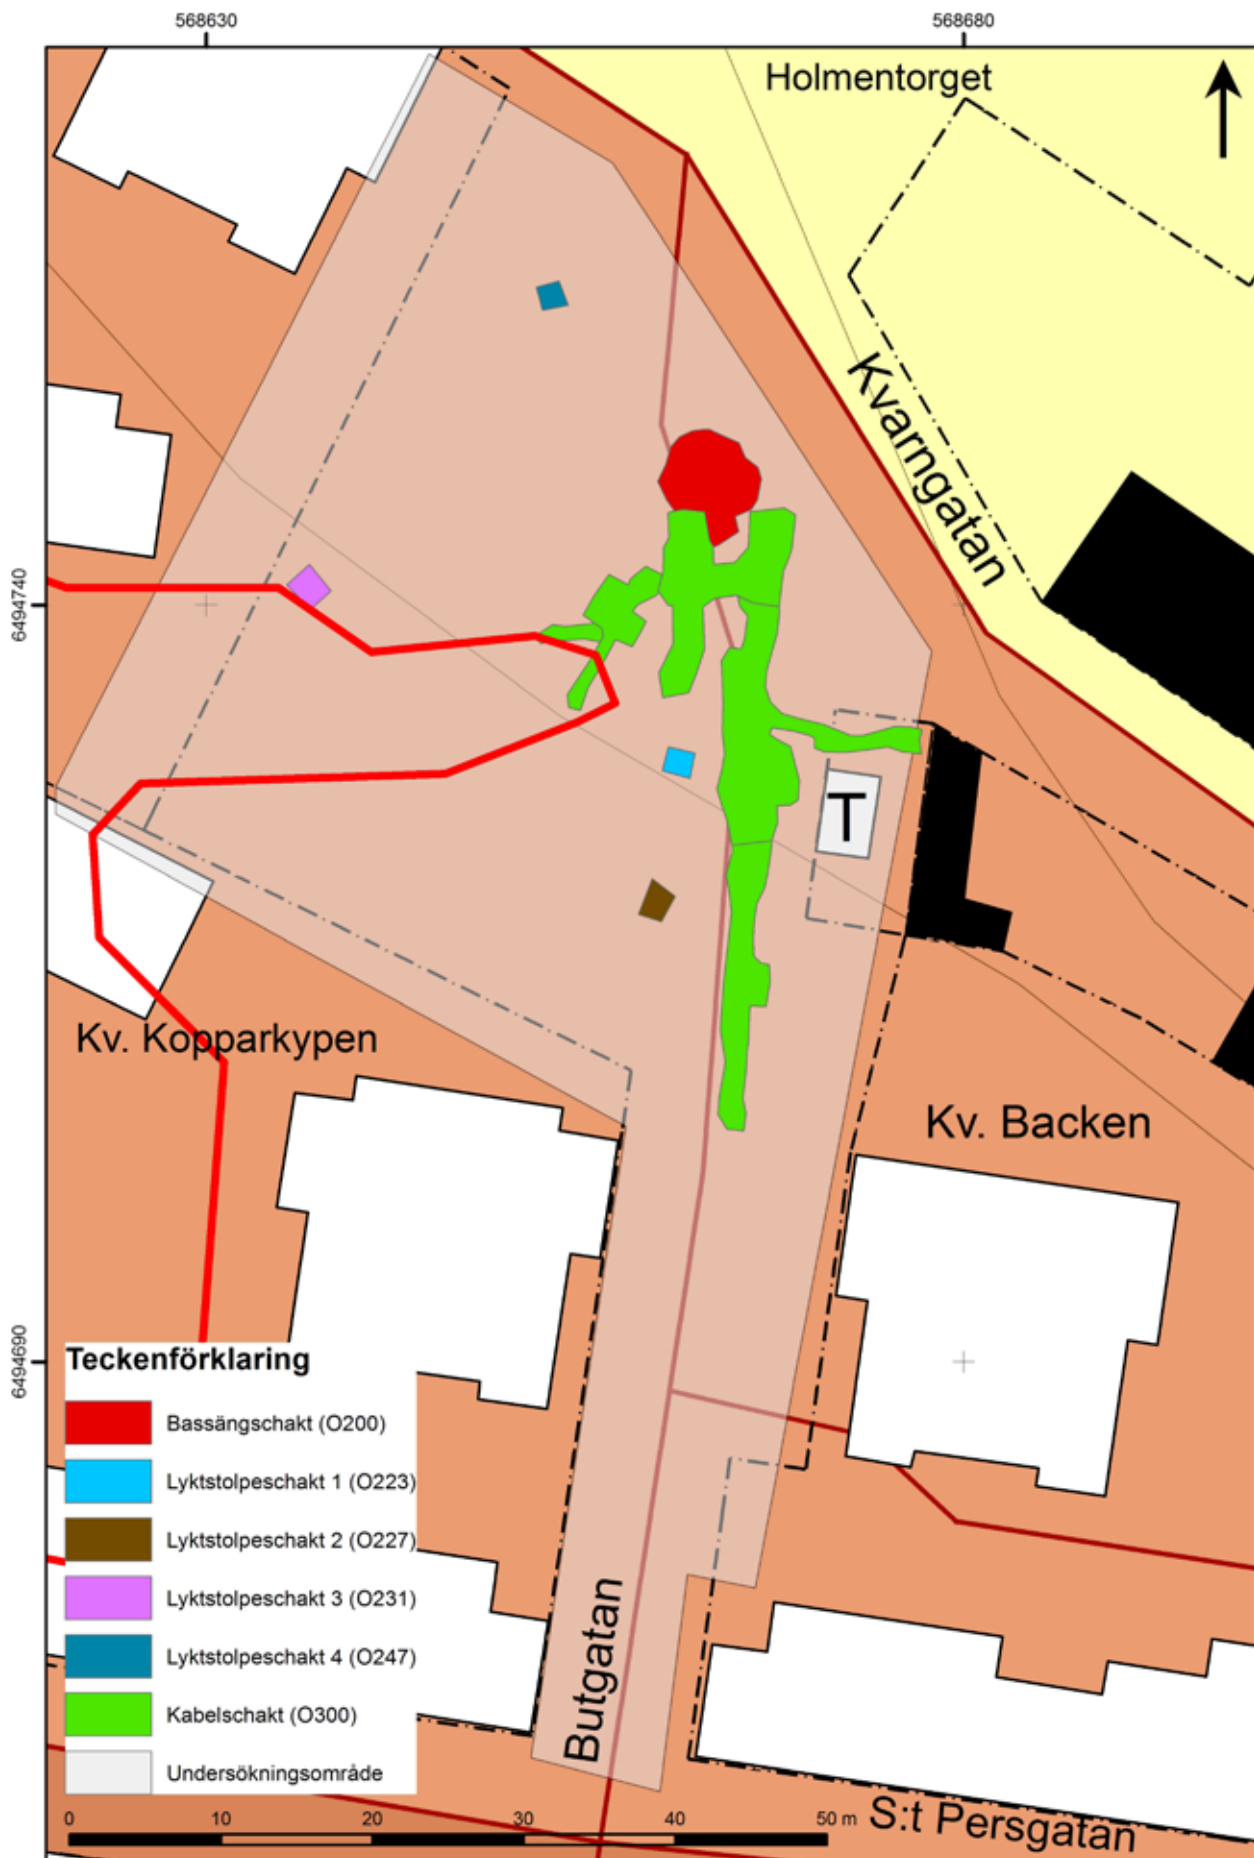 568630
568680
Holmentorget
Kvarngatan
6494740
T
Kv. Kopparkypen
Kv. Backen
6494690
Teckenförklaring
Bassängschakt (O200)
Lyktstolpeschakt 1 (O223)
Lyktstolpeschakt 2 (O227)
Lyktstolpeschakt 3 (O231)
Lyktstolpeschakt 4 (O247)
Kabelschakt (O300)
Undersökningsområde
Butgatan
0 10 20 30 40 50 m
S:t Persgatan